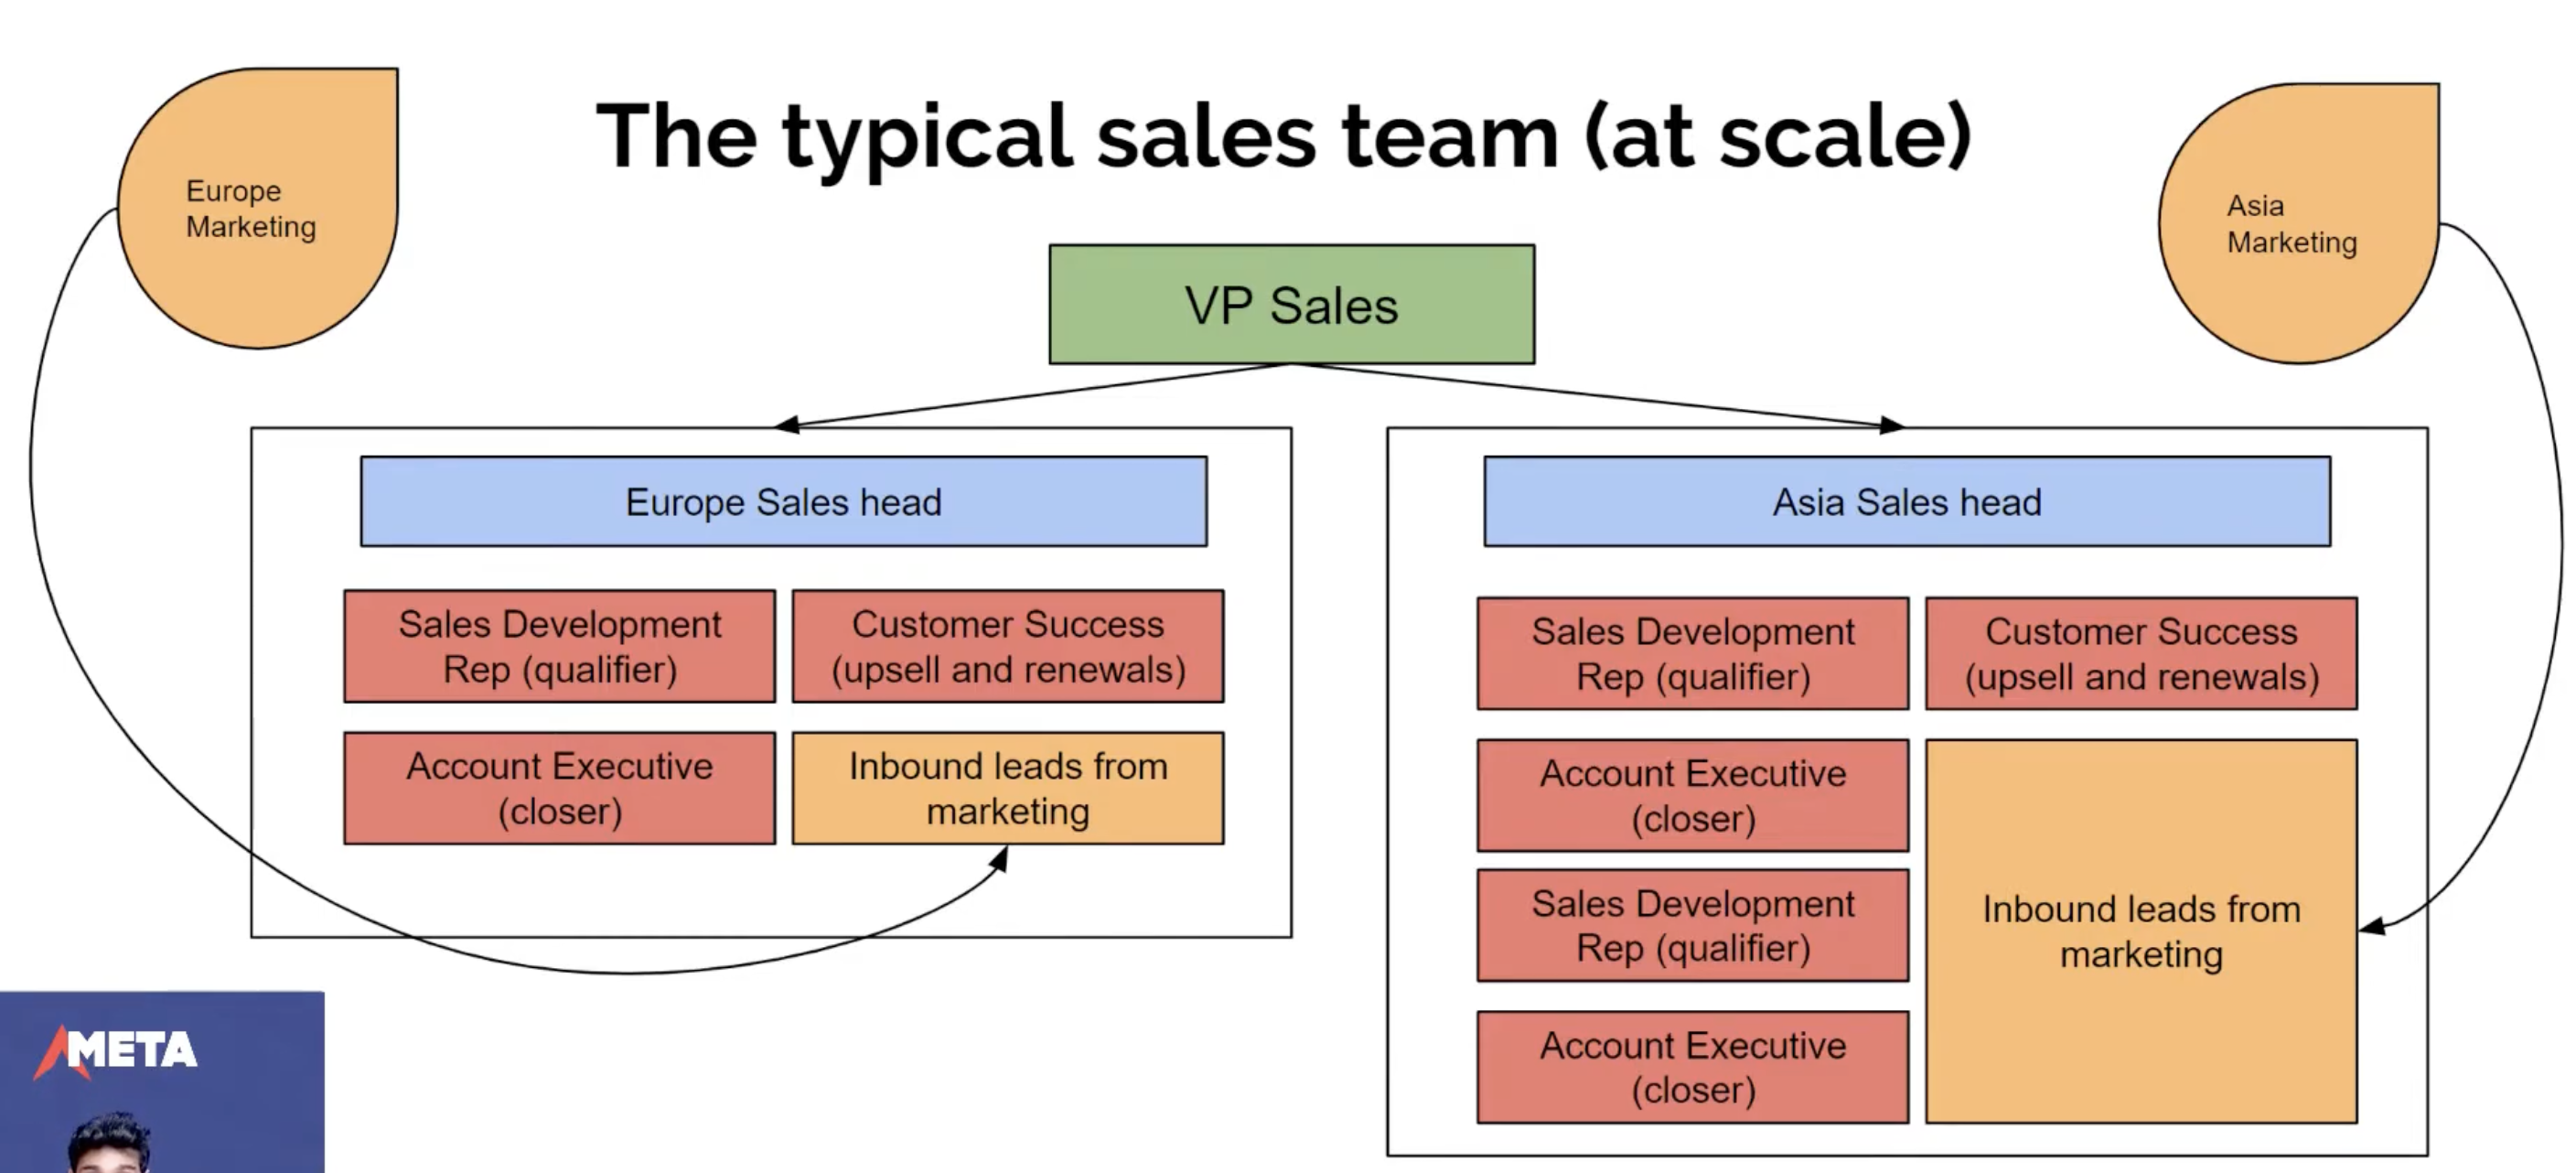 The typical sales team (at scale)
Europe
Marketing
Asia
Marketing
VP Sales
Europe Sales head
Sales Development
Rep (qualifier)
Customer Success
(upsell and renewals)
Account Executive
(closer)
Inbound leads from
marketing
Asia Sales head
Sales Development
Rep (qualifier)
Customer Success
(upsell and renewals)
Account Executive
(closer)
Sales Development
Rep (qualifier)
Inbound leads from
marketing
Account Executive
(closer)
META